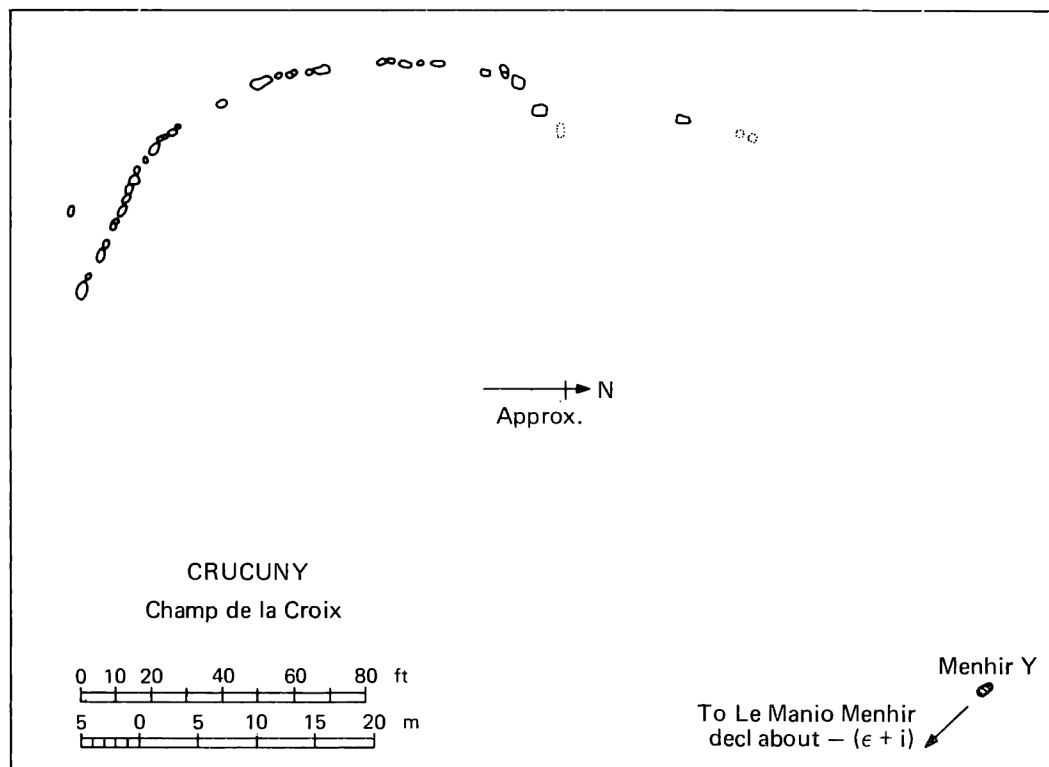 N
Approx.
CRUCUNY
Champ de la Croix
0 10 20 40 60 80 ft
5 0 5 10 15 20 m
Menhir Y
To Le Manio Menhir
decl about − (ϵ + i)